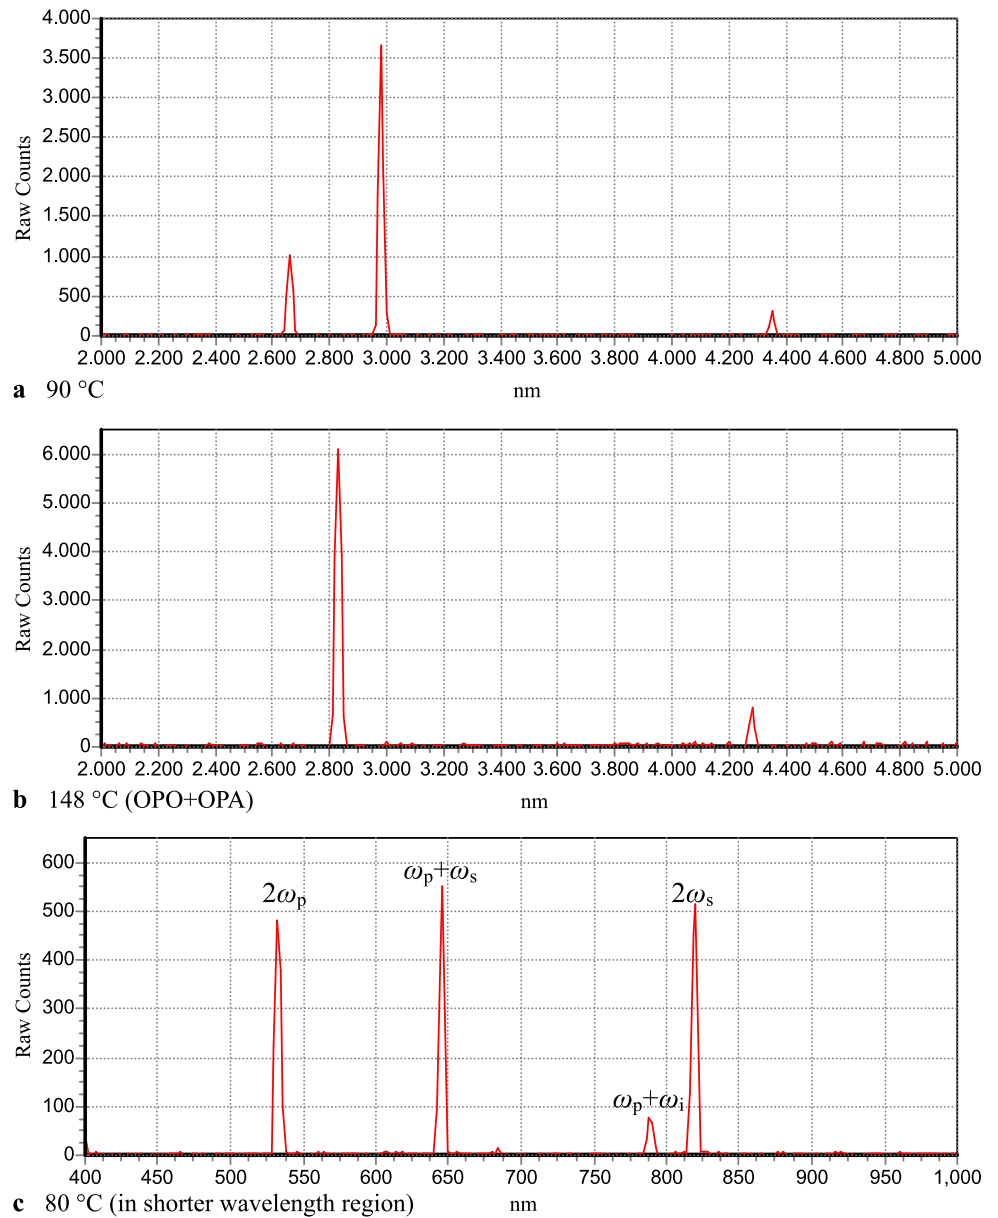 4.000
3.500
3.000
2.500
2.000
1.500
1.000
500
0
Raw Counts
2.000 2.200 2.400 2.600 2.800 3.000 3.200 3.400 3.600 3.800 4.000 4.200 4.400 4.600 4.800 5.000
a 90 °C nm
6.000
5.000
4.000
3.000
2.000
1.000
0
Raw Counts
2.000 2.200 2.400 2.600 2.800 3.000 3.200 3.400 3.600 3.800 4.000 4.200 4.400 4.600 4.800 5.000
b 148 °C (OPO+OPA) nm
600
500
400
300
200
100
0
Raw Counts
2ωp
ωp+ωs
2ωs
ωp+ωi
400 450 500 550 600 650 700 750 800 850 900 950 1,000
c 80 °C (in shorter wavelength region) nm